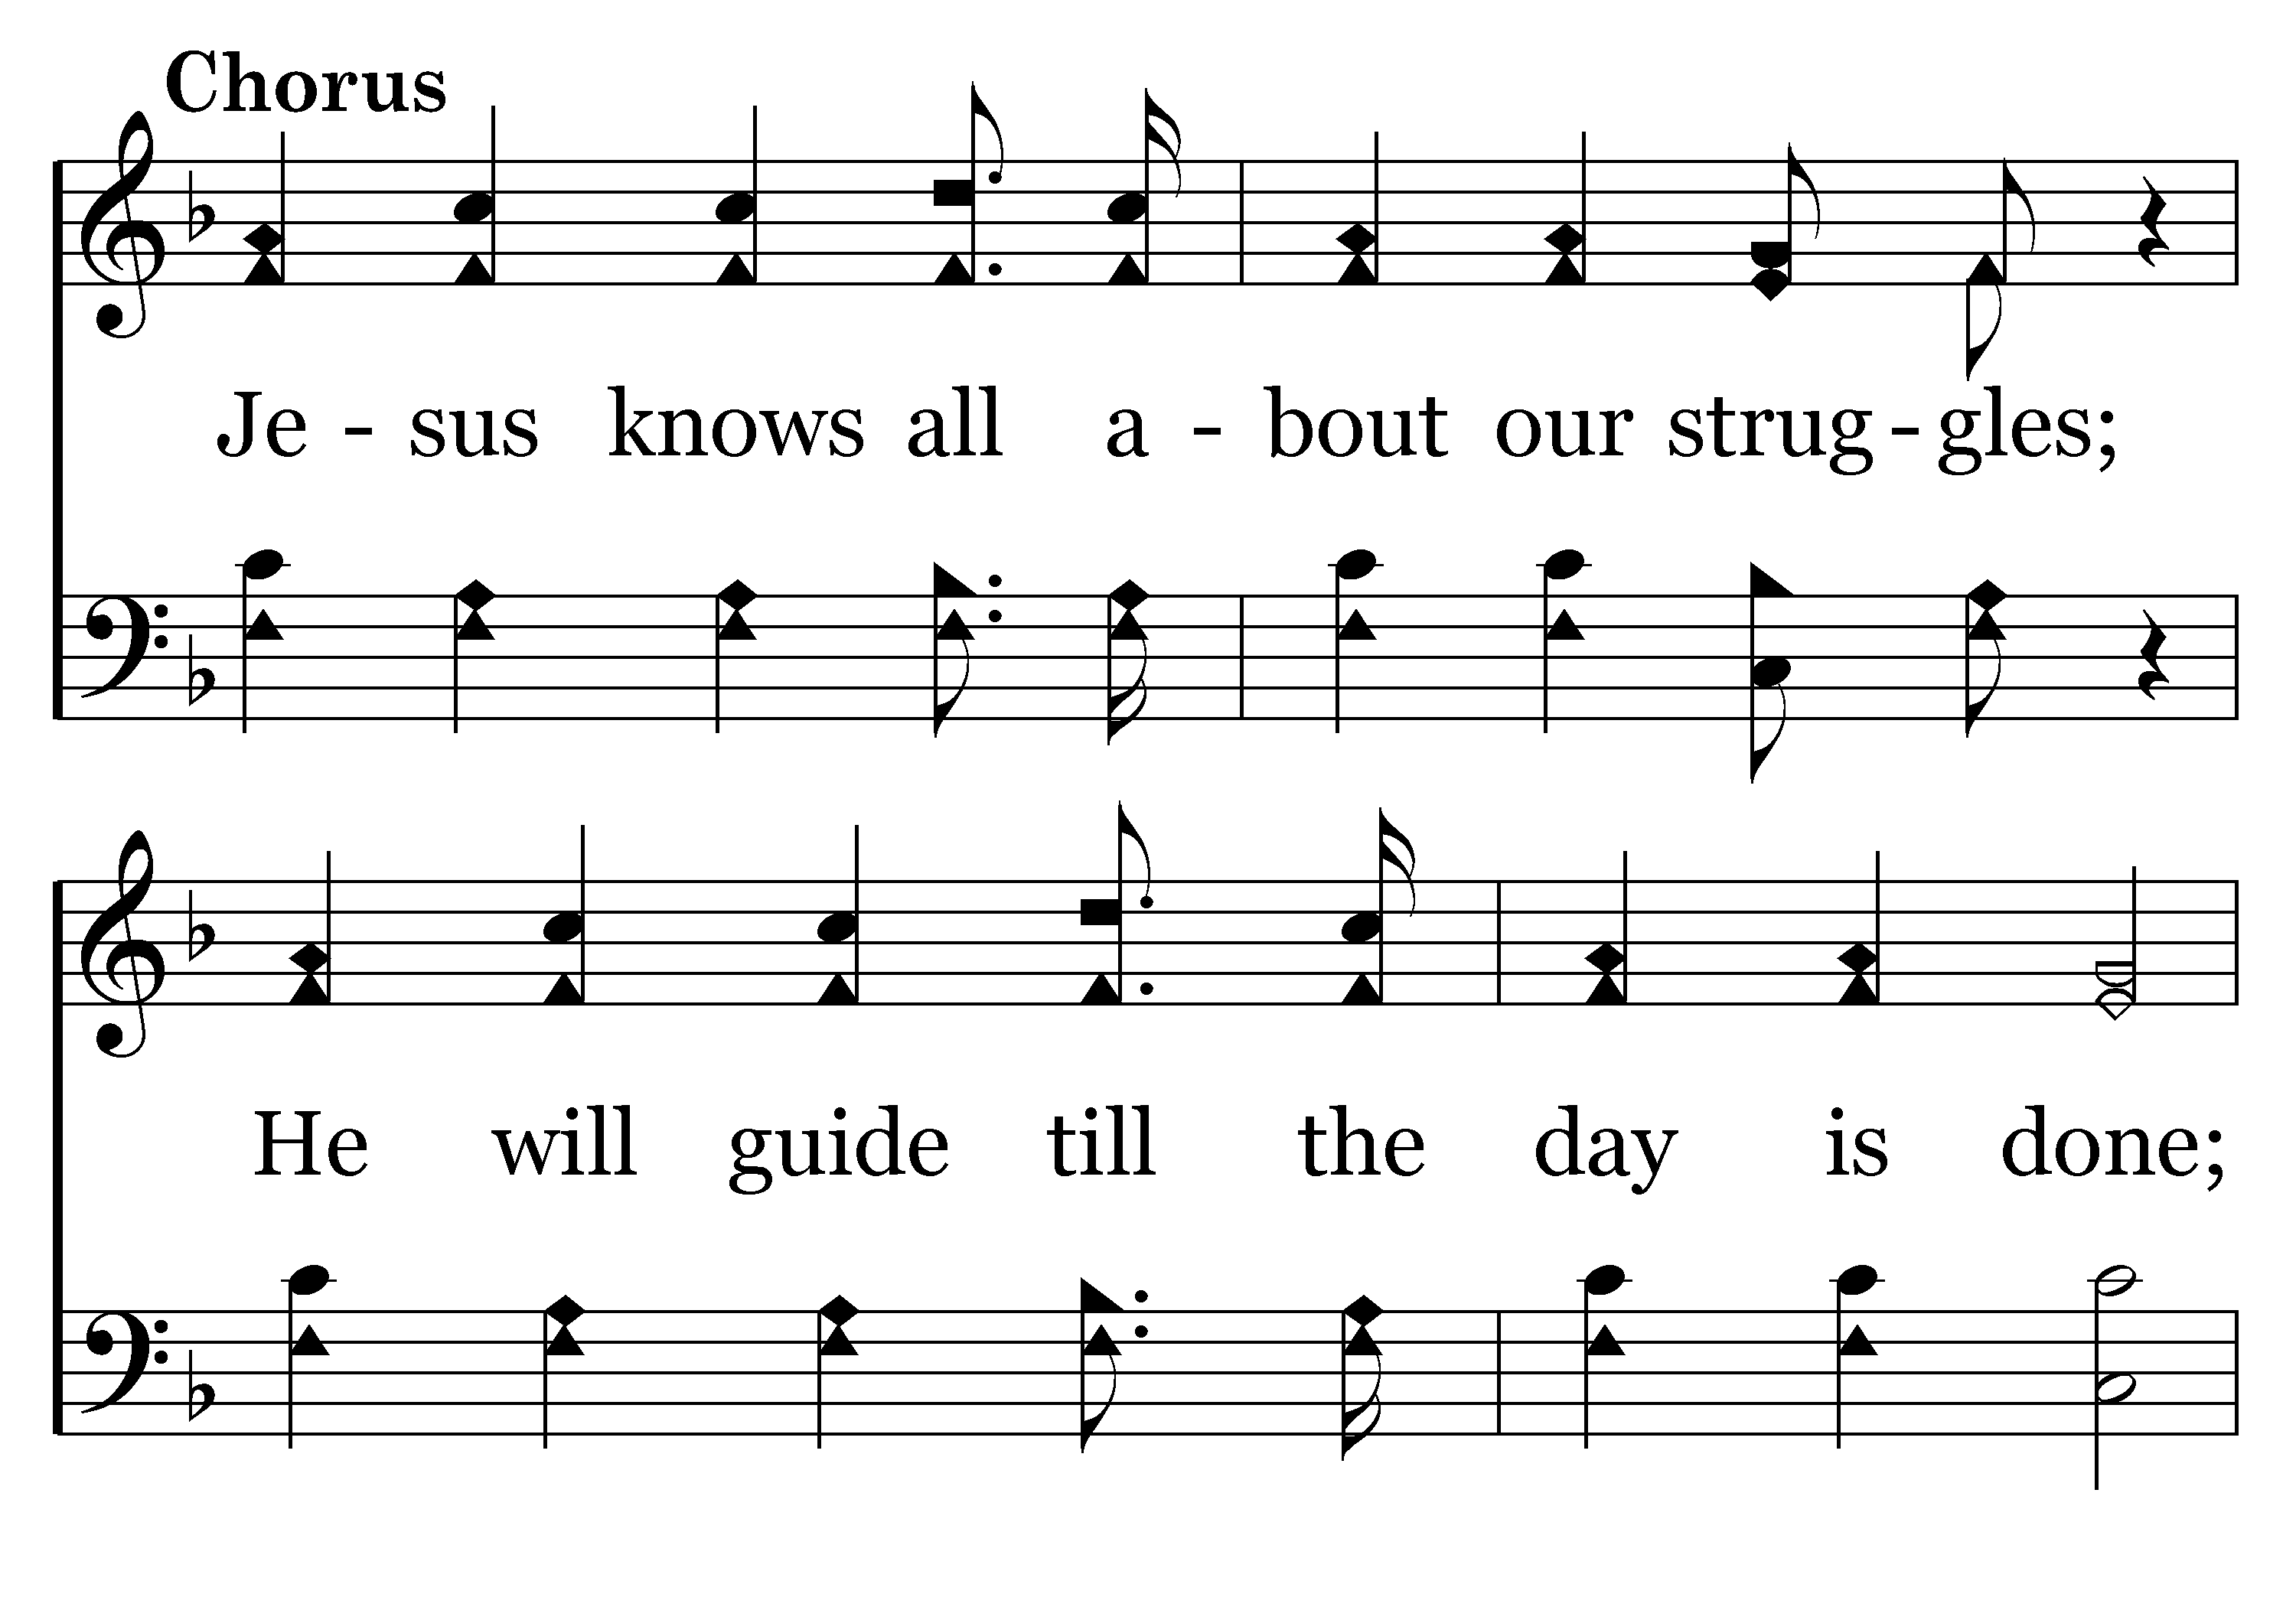 Chorus
Je - sus knows all a - bout our strug - gles;
He will guide till the day is done;